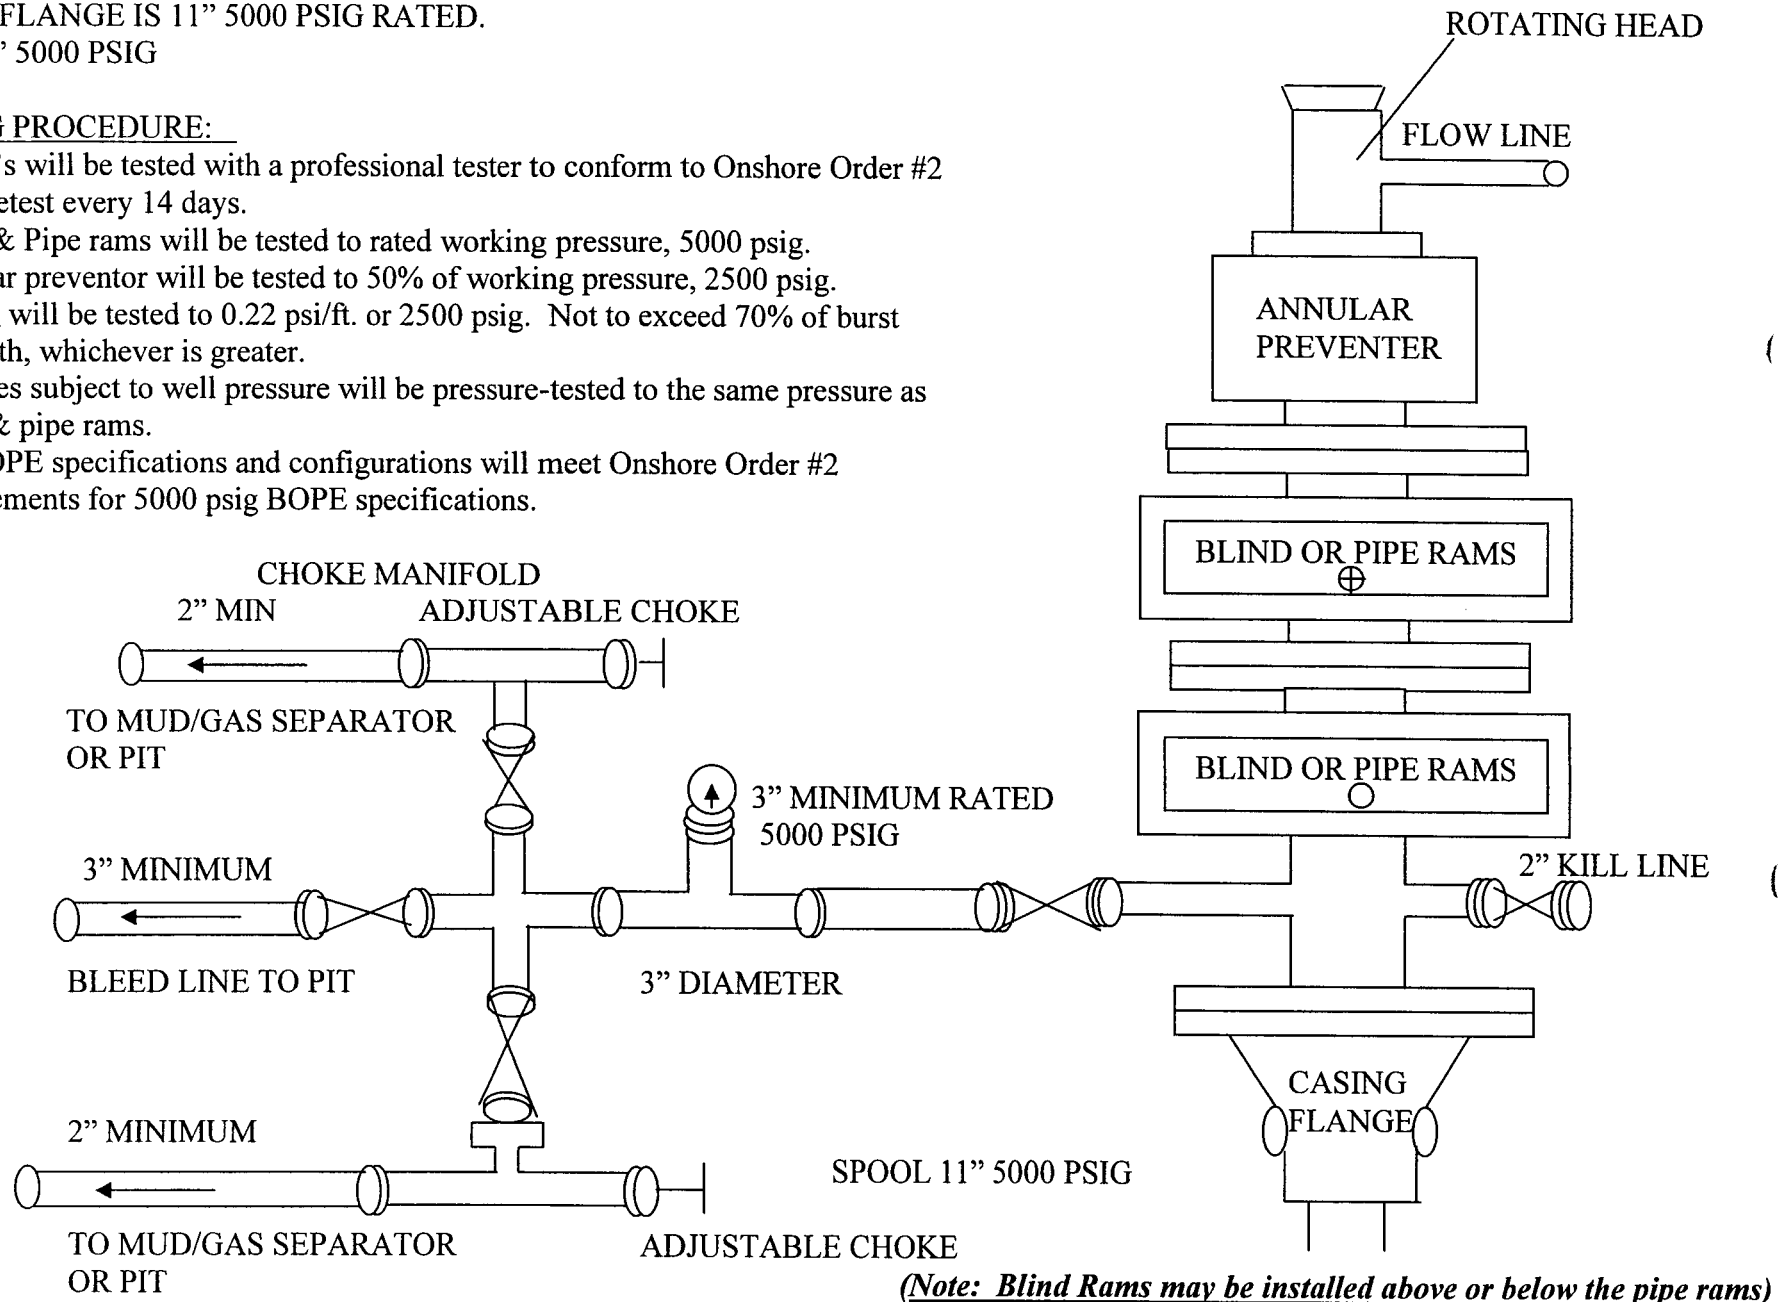 FLANGE IS 11” 5000 PSIG RATED.
” 5000 PSIG
G PROCEDURE:
’s will be tested with a professional tester to conform to Onshore Order #2
etest every 14 days.
& Pipe rams will be tested to rated working pressure, 5000 psig.
ar preventor will be tested to 50% of working pressure, 2500 psig.
will be tested to 0.22 psi/ft. or 2500 psig. Not to exceed 70% of burst
th, whichever is greater.
es subject to well pressure will be pressure-tested to the same pressure as
& pipe rams.
OPE specifications and configurations will meet Onshore Order #2
ements for 5000 psig BOPE specifications.
ROTATING HEAD
FLOW LINE
ANNULAR
PREVENTER
BLIND OR PIPE RAMS
CHOKE MANIFOLD
2” MIN
ADJUSTABLE CHOKE
TO MUD/GAS SEPARATOR
OR PIT
BLIND OR PIPE RAMS
3” MINIMUM RATED
5000 PSIG
3” MINIMUM
2” KILL LINE
BLEED LINE TO PIT
3” DIAMETER
CASING
FLANGE
2” MINIMUM
SPOOL 11” 5000 PSIG
TO MUD/GAS SEPARATOR
OR PIT
ADJUSTABLE CHOKE
(Note: Blind Rams may be installed above or below the pipe rams)